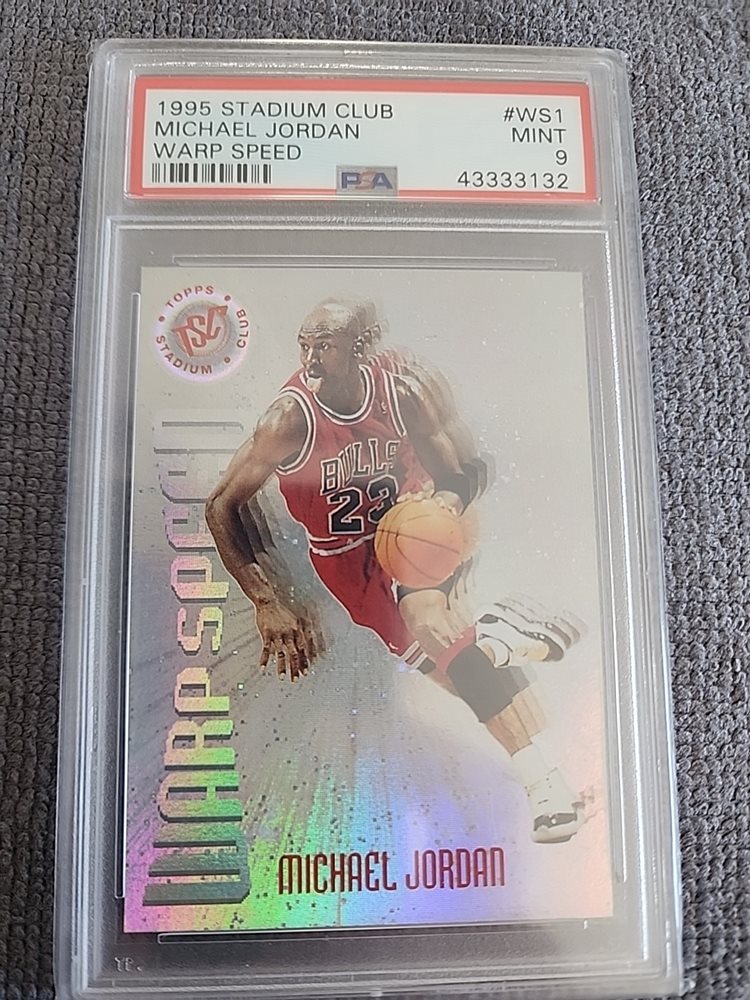 1995 STADIUM CLUB
MICHAEL JORDAN
WARP SPEED
#WS1
MINT
9
PSA
43333132
TOPPS
TSC
STADIUM CLUB
WARP SPEED
BULLS
23
MICHAEL JORDAN